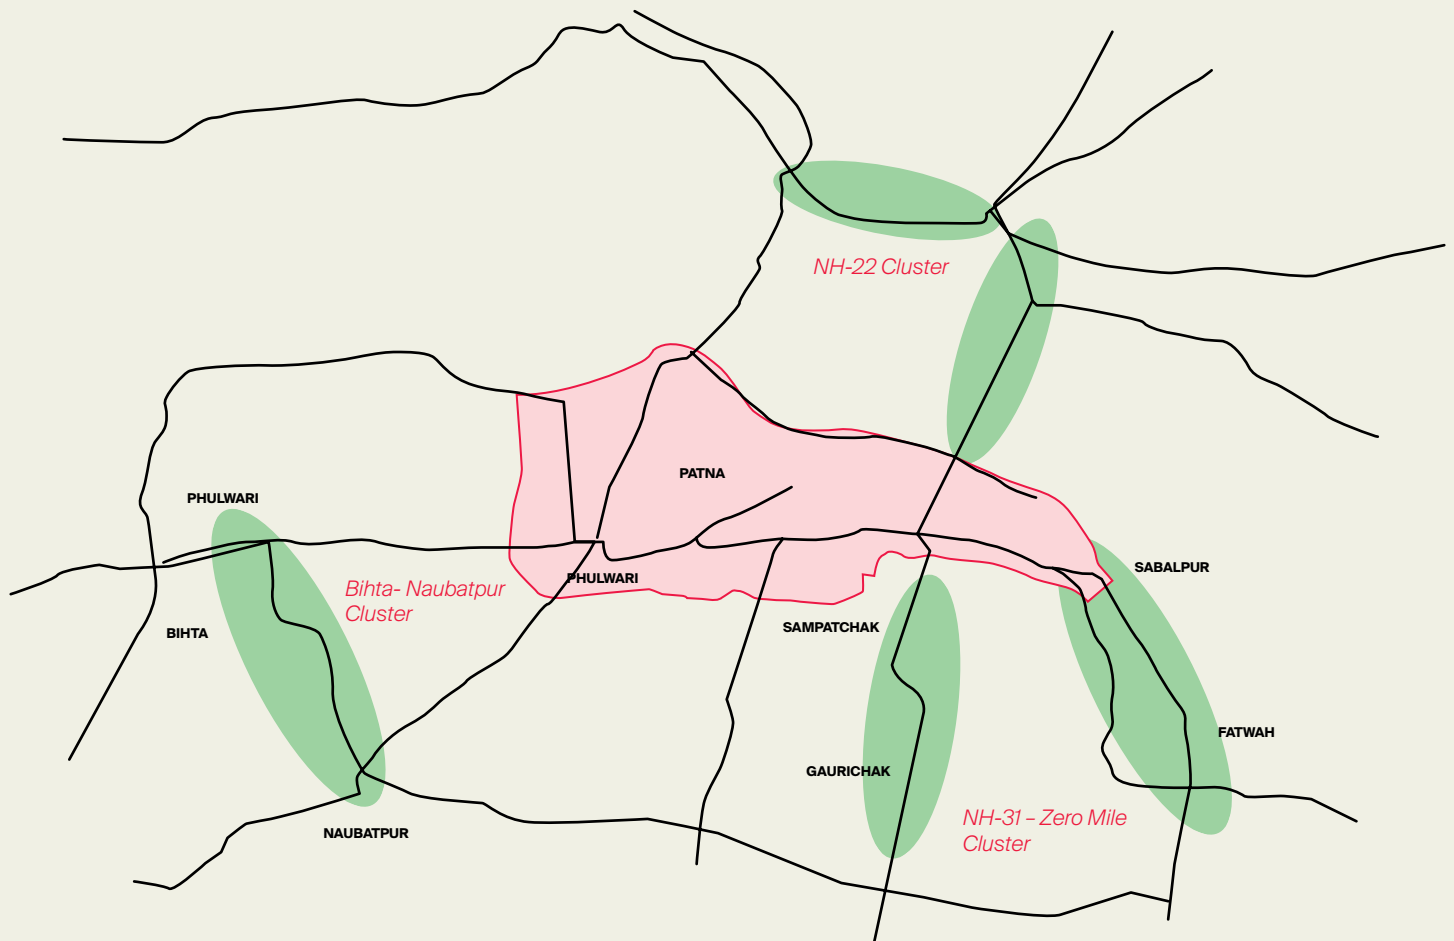 NH-22 Cluster
PATNA
PHULWARI
SABALPUR
PHULWARI
Bihta- Naubatpur
Cluster
SAMPATCHAK
BIHTA
FATWAH
GAURICHAK
NH-31 – Zero Mile
Cluster
NAUBATPUR